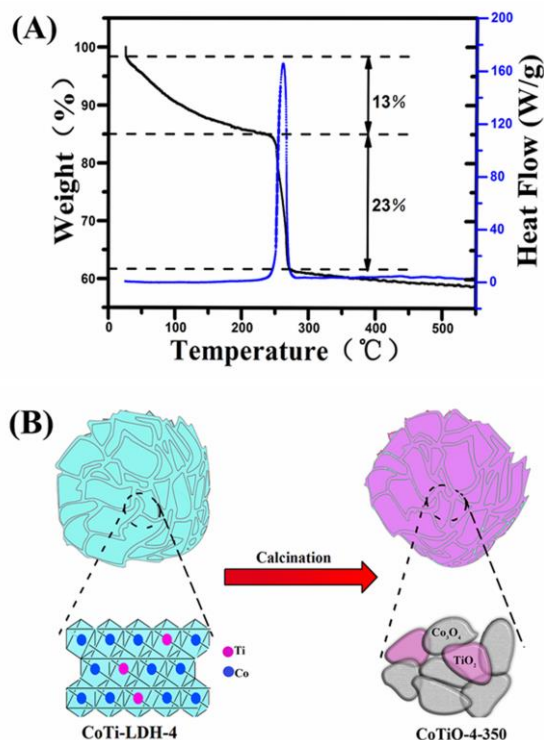 (A)
100
90
80
70
60
Weight (%)
0
100
200
300
400
500
Temperature (℃)
200
160
120
80
40
0
Heat Flow (W/g)
13%
23%
(B)
Calcination
Ti
Co
Co₃O₄
TiO₂
CoTi-LDH-4
CoTiO-4-350